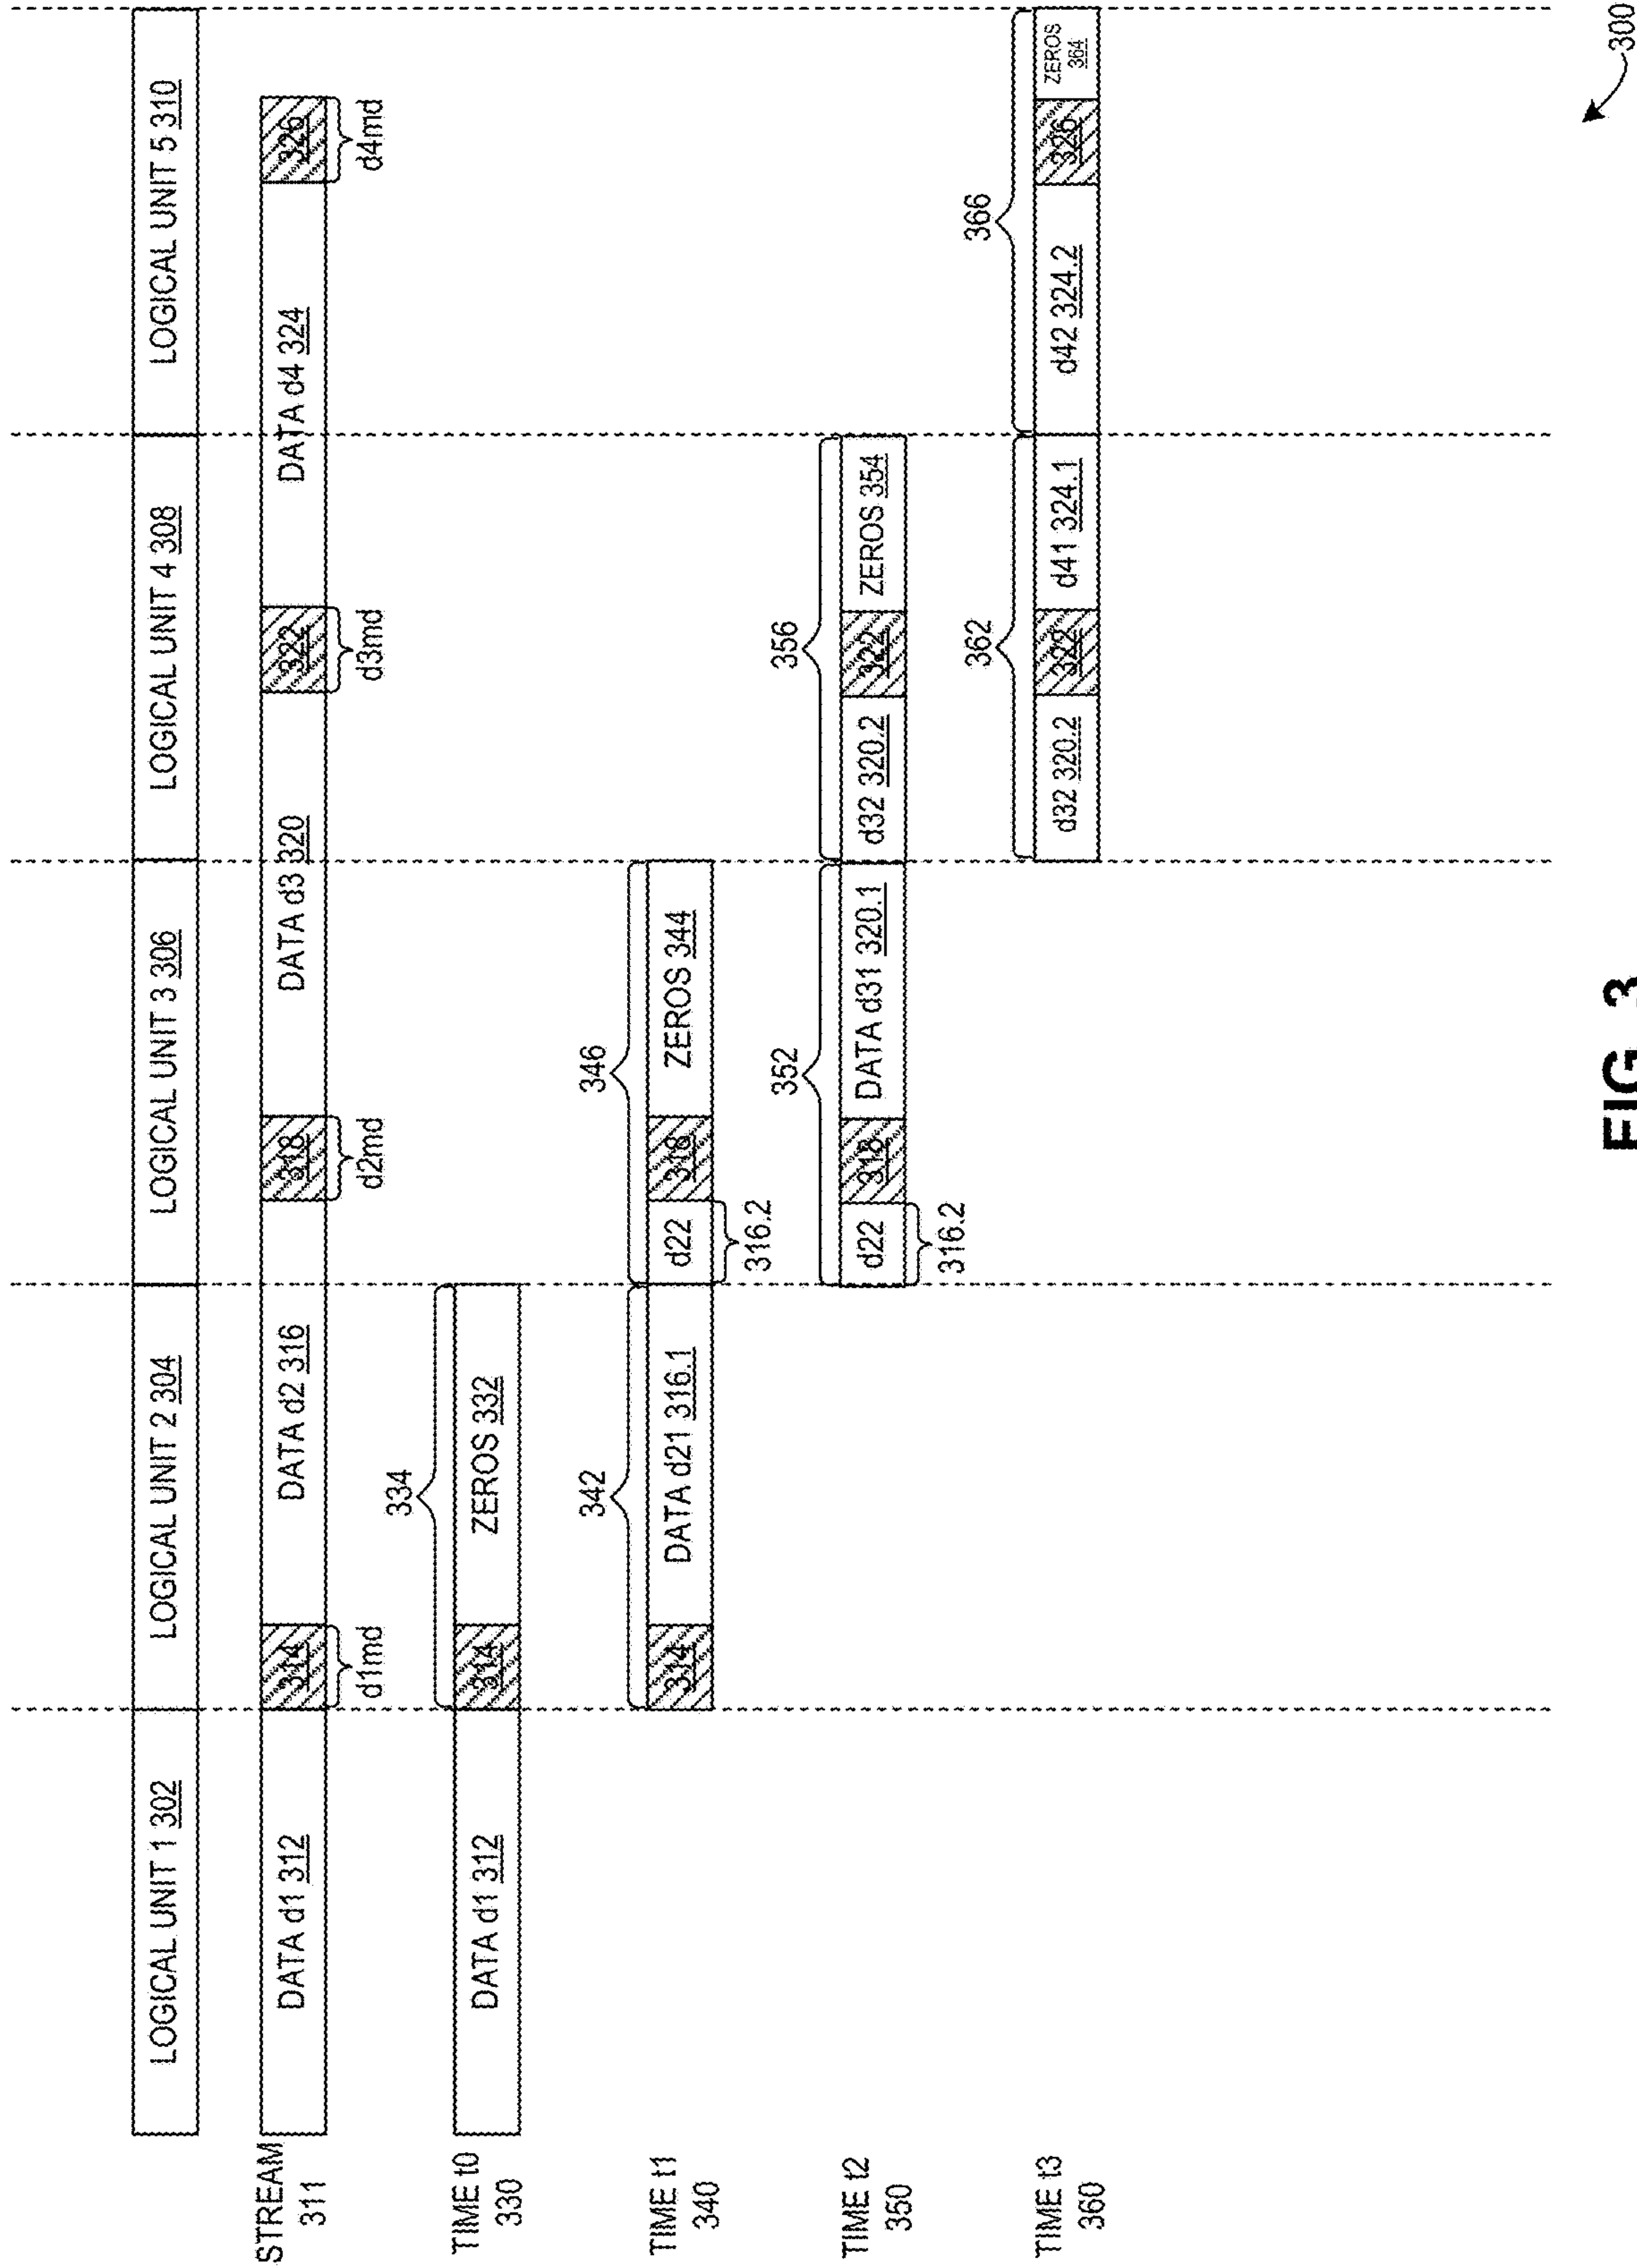 LOGICAL UNIT 1 302
LOGICAL UNIT 2 304
LOGICAL UNIT 3 306
LOGICAL UNIT 4 308
LOGICAL UNIT 5 310
STREAM
311
DATA d1 312
314
DATA d2 316
318
DATA d3 320
322
DATA d4 324
326
d1md
d2md
d3md
d4md
334
TIME t0
330
DATA d1 312
314
ZEROS 332
342
346
TIME t1
340
314
DATA d21 316.1
d22
318
ZEROS 344
316.2
352
356
TIME t2
350
d22
318
DATA d31 320.1
d32 320.2
322
ZEROS 354
316.2
362
366
TIME t3
360
d32 320.2
322
d41 324.1
d42 324.2
326
ZEROS
364
300
FIG. 3